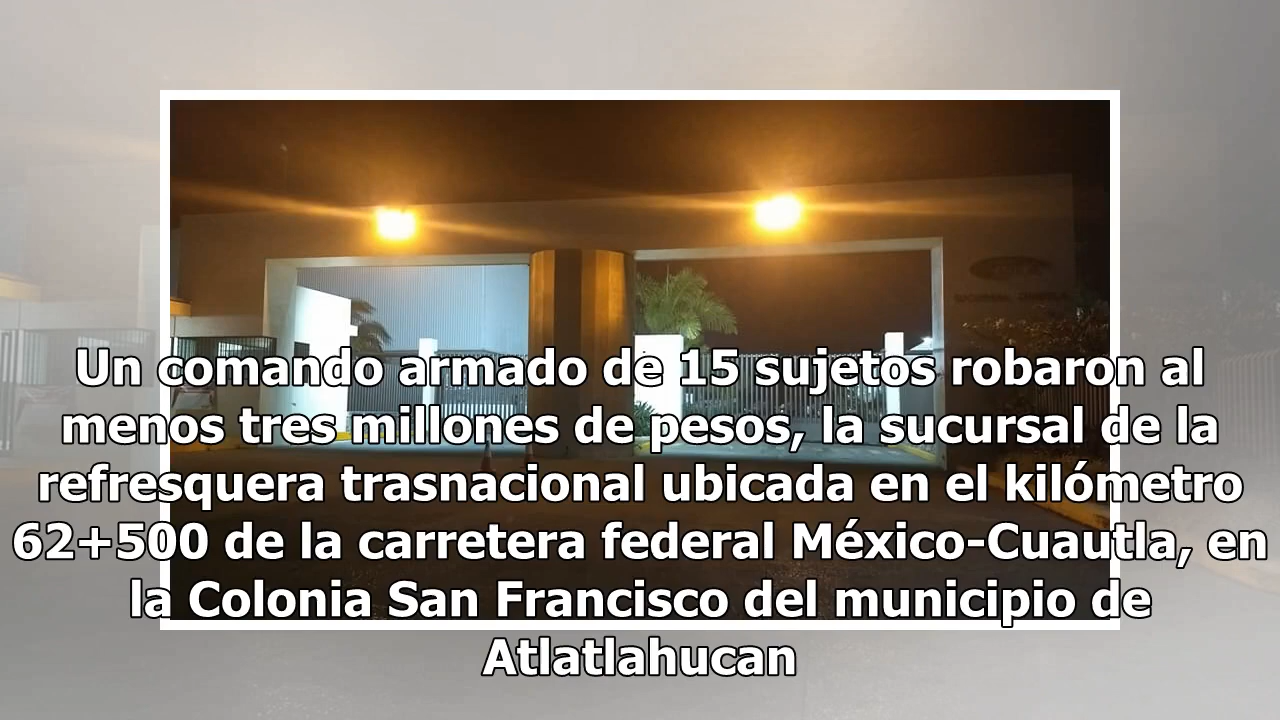 Un comando armado de 15 sujetos robaron al
menos tres millones de pesos, la sucursal de la
refresquera trasnacional ubicada en el kilómetro
62+500 de la carretera federal México-Cuautla, en
la Colonia San Francisco del municipio de
Atlatlahucan